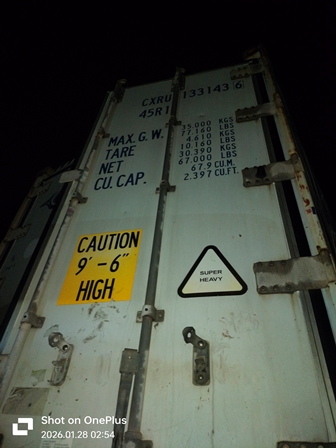 CXRU 133143 6
45R1
MAX. G. W. 35.000 KGS
77.160 LBS
TARE 4.610 KGS
10.160 LBS
NET 30.390 KGS
67.000 LBS
CU. CAP. 67.9 CU.M.
2.397 CU.FT.
CAUTION
9'-6"
HIGH
SUPER
HEAVY
Shot on OnePlus
2026.01.28 02:54